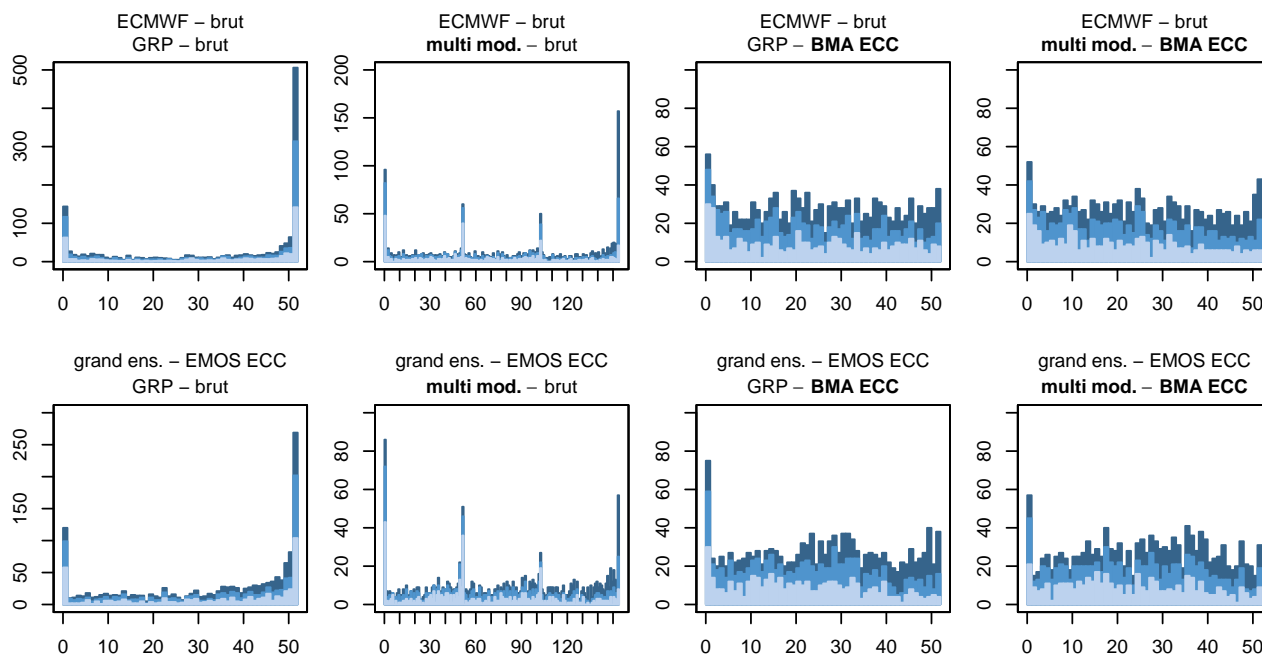 ECMWF – brut
GRP – brut
ECMWF – brut
multi mod. – brut
ECMWF – brut
GRP – BMA ECC
ECMWF – brut
multi mod. – BMA ECC
0 100 300 500
0 10 20 30 40 50
0 50 100 150 200
0 30 60 90 120
0 20 40 60 80
0 10 20 30 40 50
0 20 40 60 80
0 10 20 30 40 50
grand ens. – EMOS ECC
GRP – brut
grand ens. – EMOS ECC
multi mod. – brut
grand ens. – EMOS ECC
GRP – BMA ECC
grand ens. – EMOS ECC
multi mod. – BMA ECC
0 50 150 250
0 10 20 30 40 50
0 20 40 60 80
0 30 60 90 120
0 20 40 60 80
0 10 20 30 40 50
0 20 40 60 80
0 10 20 30 40 50